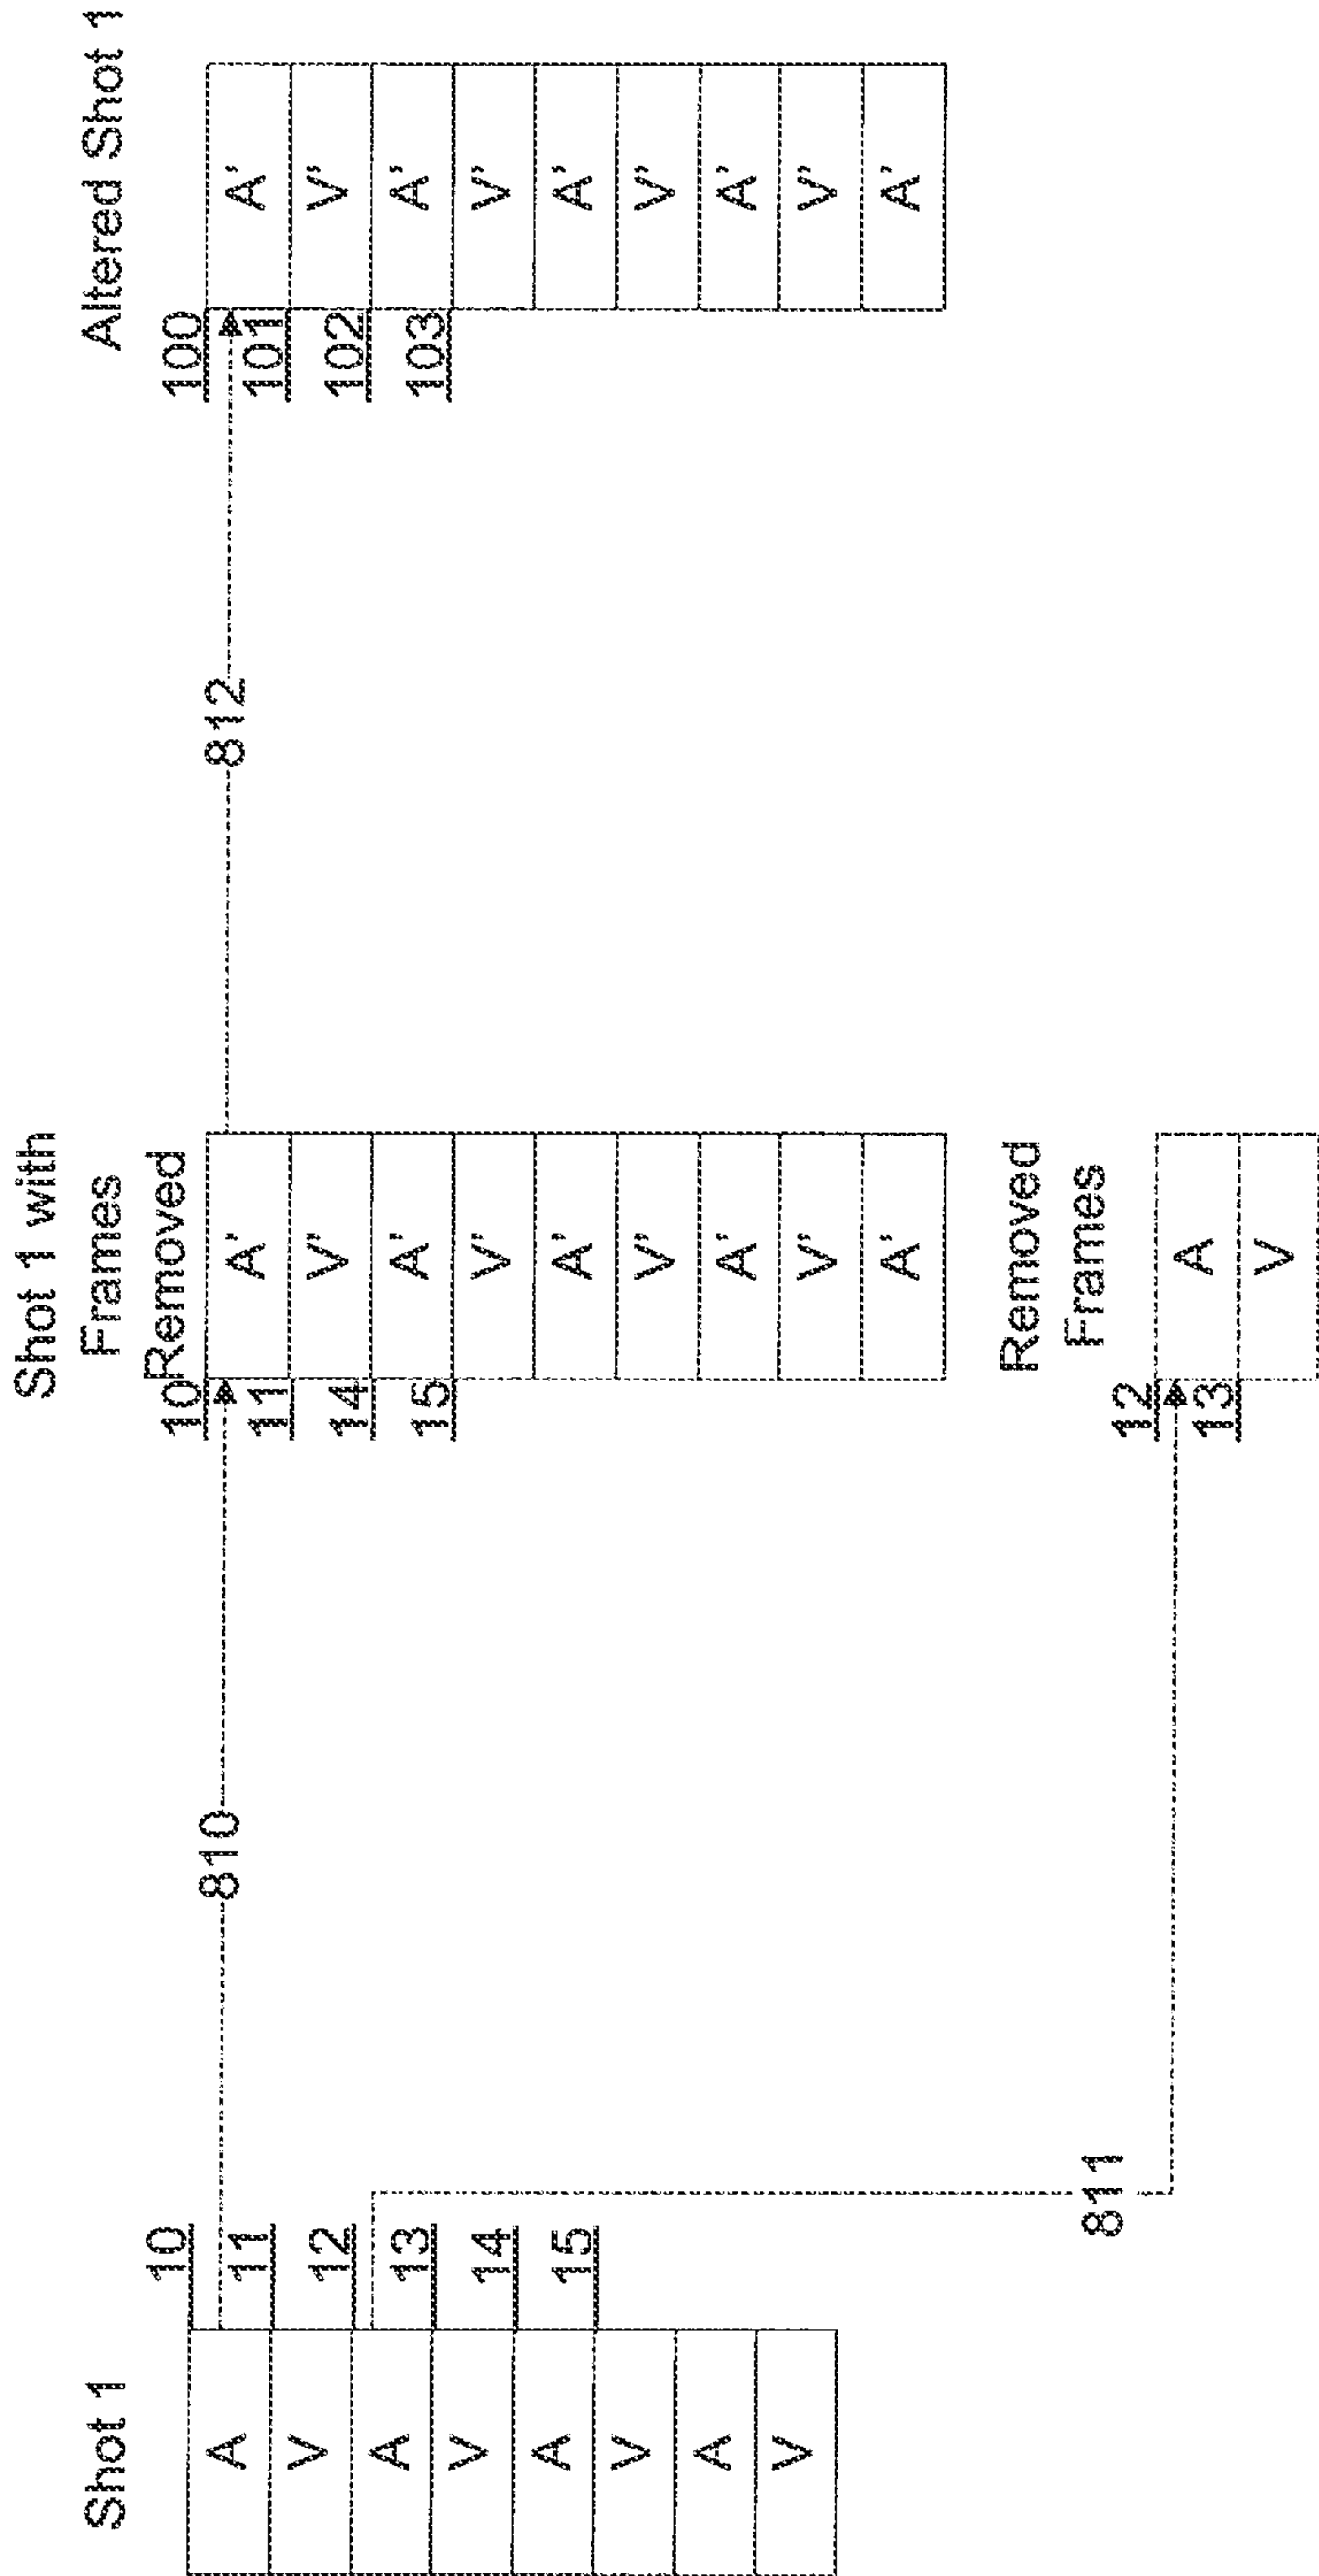 Shot 1
A
V
A
V
A
V
A
V
10
11
12
13
14
15
810
811
Shot 1 with
Frames
Removed
10
11
14
15
A'
V'
A'
V'
A'
V'
A'
V'
A'
Removed
Frames
12
13
A
V
812
Altered Shot 1
100
101
102
103
A'
V'
A'
V'
A'
V'
A'
V'
A'